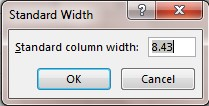 Standard Width
?
Standard column width: 8.43
OK Cancel